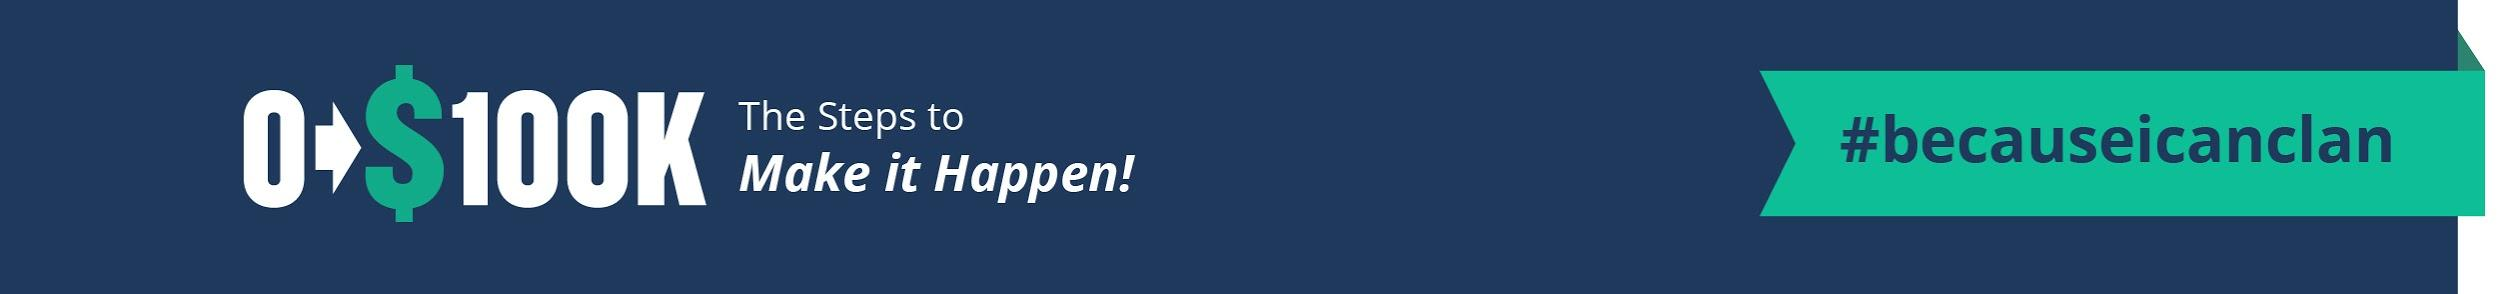 0➔$100K
The Steps to
Make it Happen!
#becauseicanclan